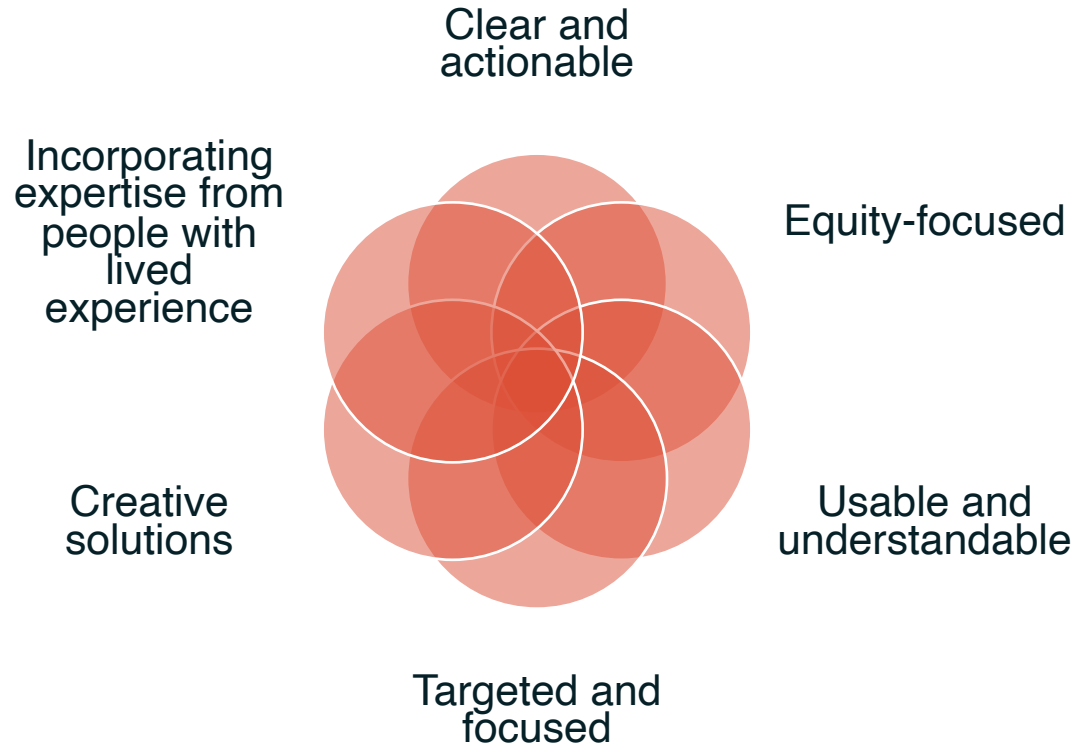 Clear and
actionable
Incorporating
expertise from
people with
lived
experience
Equity-focused
Creative
solutions
Usable and
understandable
Targeted and
focused